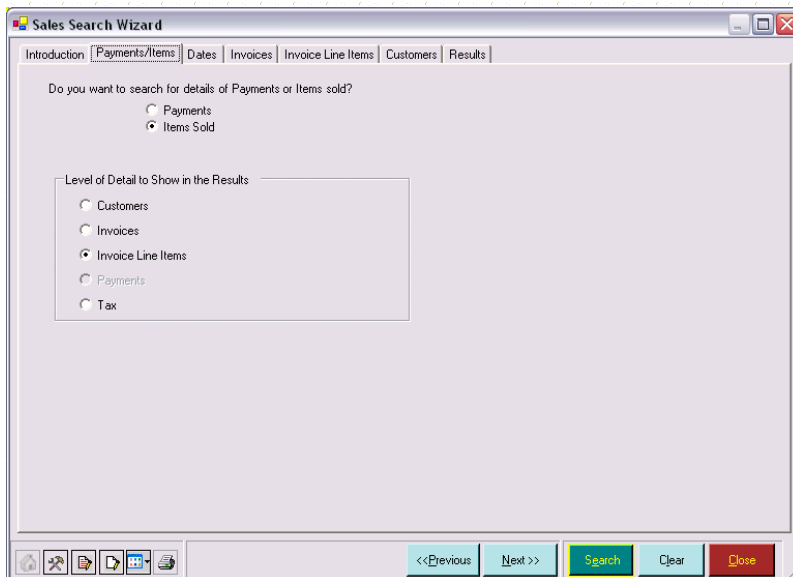 Sales Search Wizard
Introduction Payments/Items Dates Invoices Invoice Line Items Customers Results
Do you want to search for details of Payments or Items sold?
Payments
Items Sold
Level of Detail to Show in the Results
Customers
Invoices
Invoice Line Items
Payments
Tax
<<Previous Next >> Search Clear Close